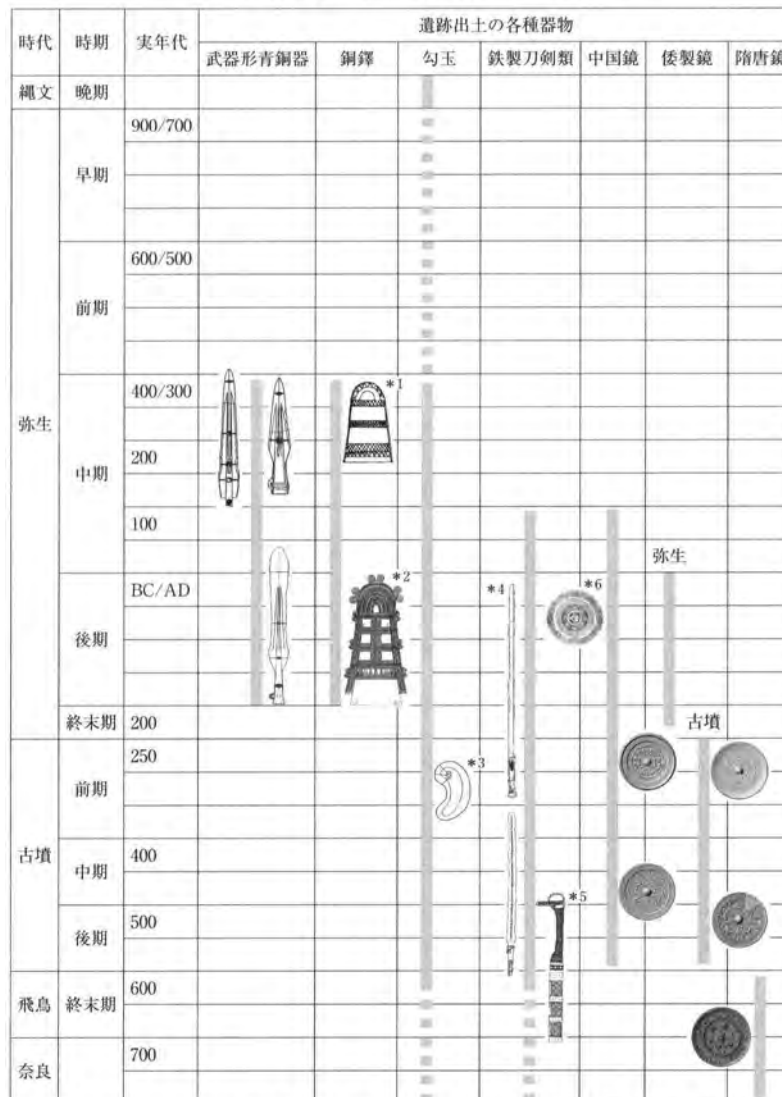 遺跡出土の各種器物
時代 時期 実年代 武器形青銅器 銅鐸 勾玉 鉄製刀剣類 中国鏡 倭製鏡 隋唐鏡
縄文 晩期
900/700
早期
600/500
前期
400/300 *1
弥生
200
中期
100
弥生
BC/AD *2 *4 *6
後期
終末期 200 古墳
250 *3
前期
古墳 400
中期
*5
500
後期
600
飛鳥 終末期
700
奈良